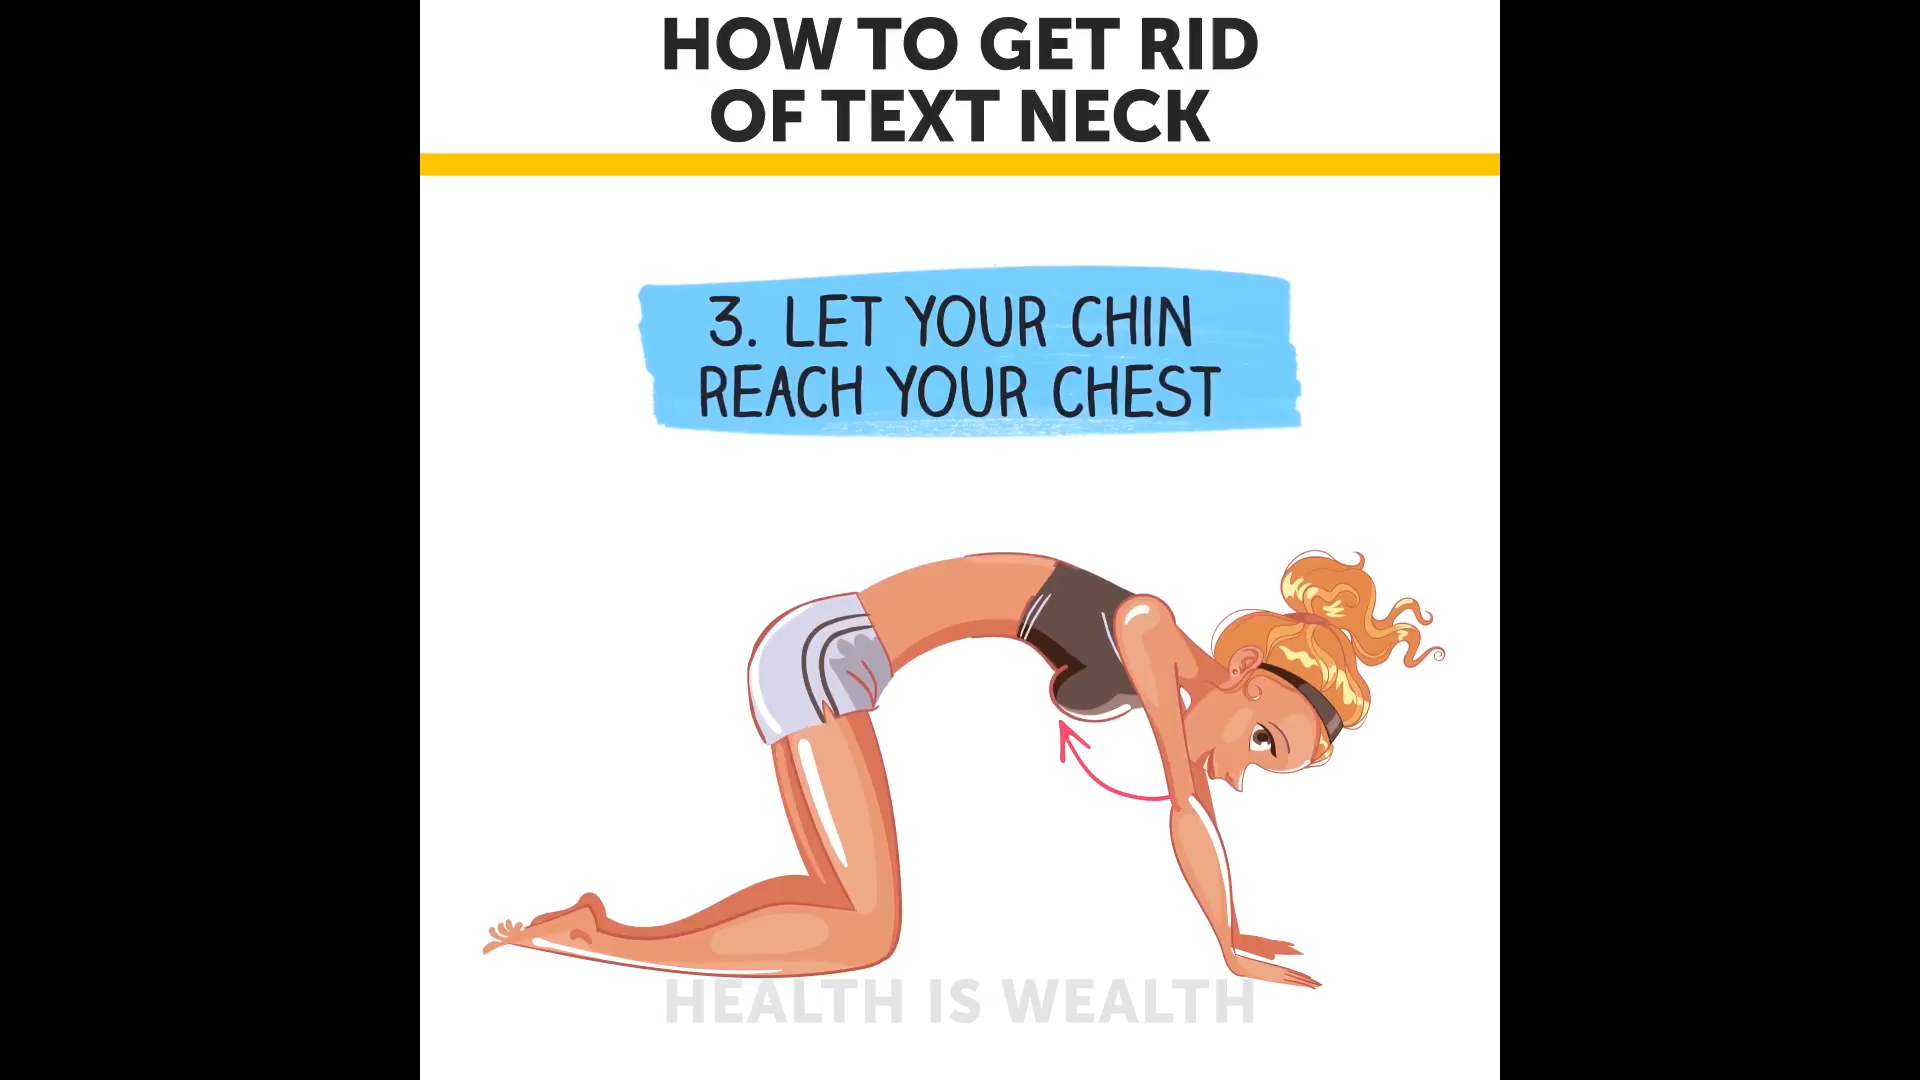 HOW TO GET RID
OF TEXT NECK
3. LET YOUR CHIN
REACH YOUR CHEST
HEALTH IS WEALTH